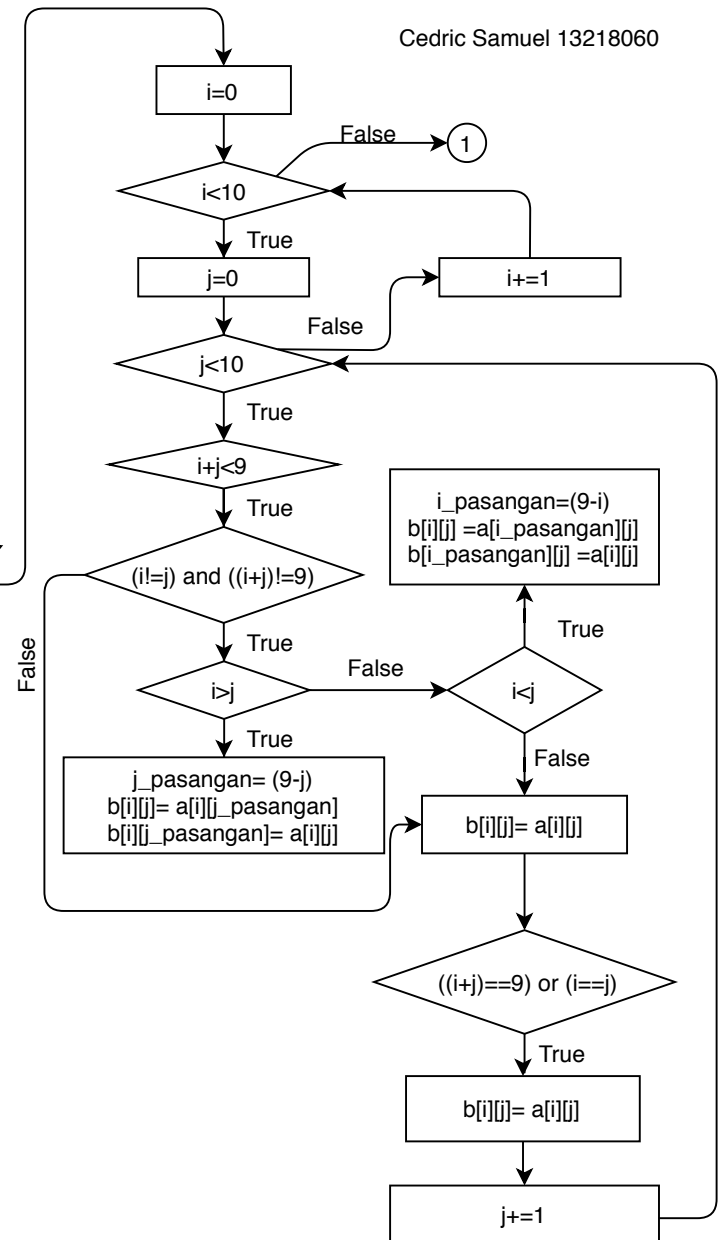 Cedric Samuel 13218060
i=0
False
1
i<10
True
j=0
i+=1
False
j<10
True
i+j<9
True
i_pasangan=(9-i)
b[i][j] =a[i_pasangan][j]
b[i_pasangan][j] =a[i][j]
(i!=j) and ((i+j)!=9)
False
True
True
i>j
False
i<j
True
False
j_pasangan= (9-j)
b[i][j]= a[i][j_pasangan]
b[i][j_pasangan]= a[i][j]
b[i][j]= a[i][j]
((i+j)==9) or (i==j)
True
b[i][j]= a[i][j]
j+=1